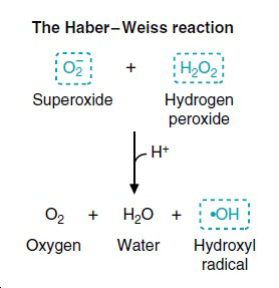 The Haber–Weiss reaction
O₂⁻ + H₂O₂
Superoxide Hydrogen
peroxide
H⁺
O₂ + H₂O + •OH
Oxygen Water Hydroxyl
radical